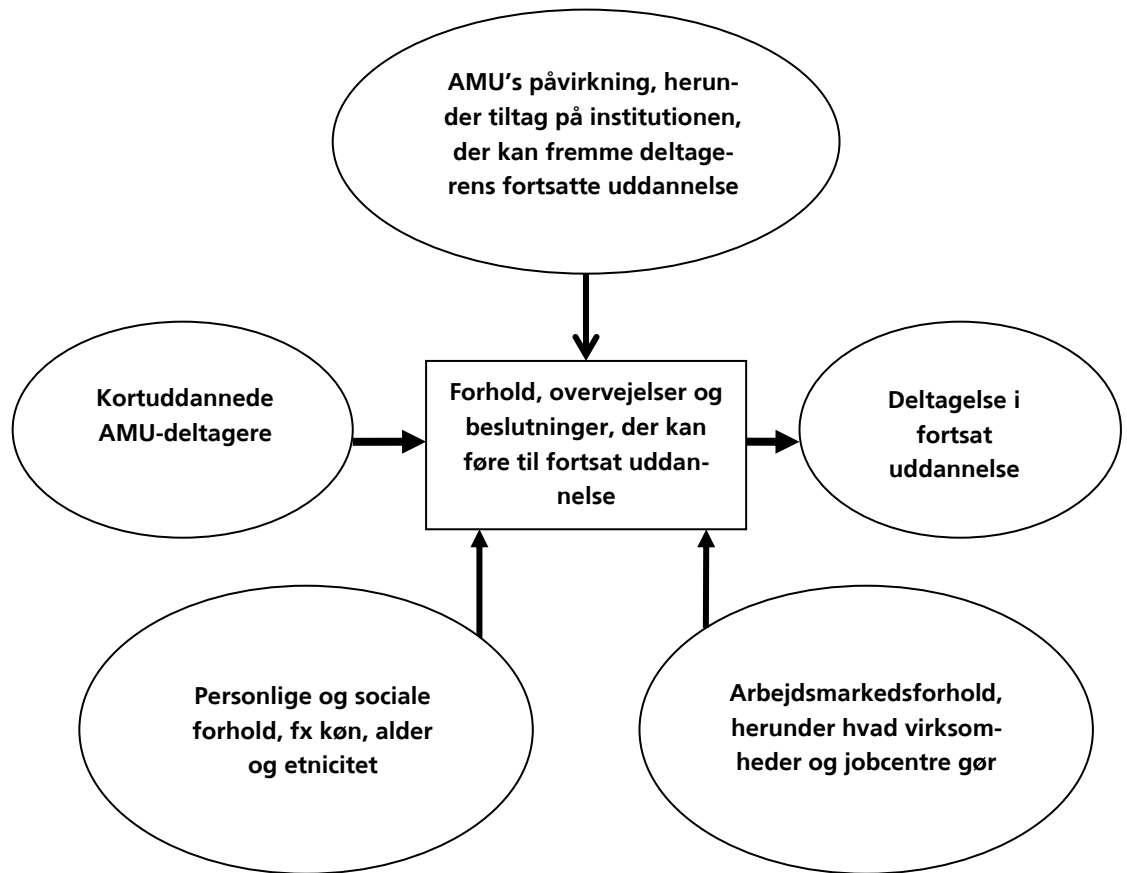 AMU's påvirkning, herun-
der tiltag på institutionen,
der kan fremme deltage-
rens fortsatte uddannelse
Kortuddannede
AMU-deltagere
Forhold, overvejelser og
beslutninger, der kan
føre til fortsat uddan-
nelse
Deltagelse i
fortsat
uddannelse
Personlige og sociale
forhold, fx køn, alder
og etnicitet
Arbejdsmarkedsforhold,
herunder hvad virksom-
heder og jobcentre gør